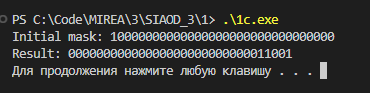 PS C:\Code\MIREA\3\SIAOD_3\1> .\1c.exe
Initial mask: 10000000000000000000000000000000
Result: 00000000000000000000000000011001
Для продолжения нажмите любую клавишу . . .